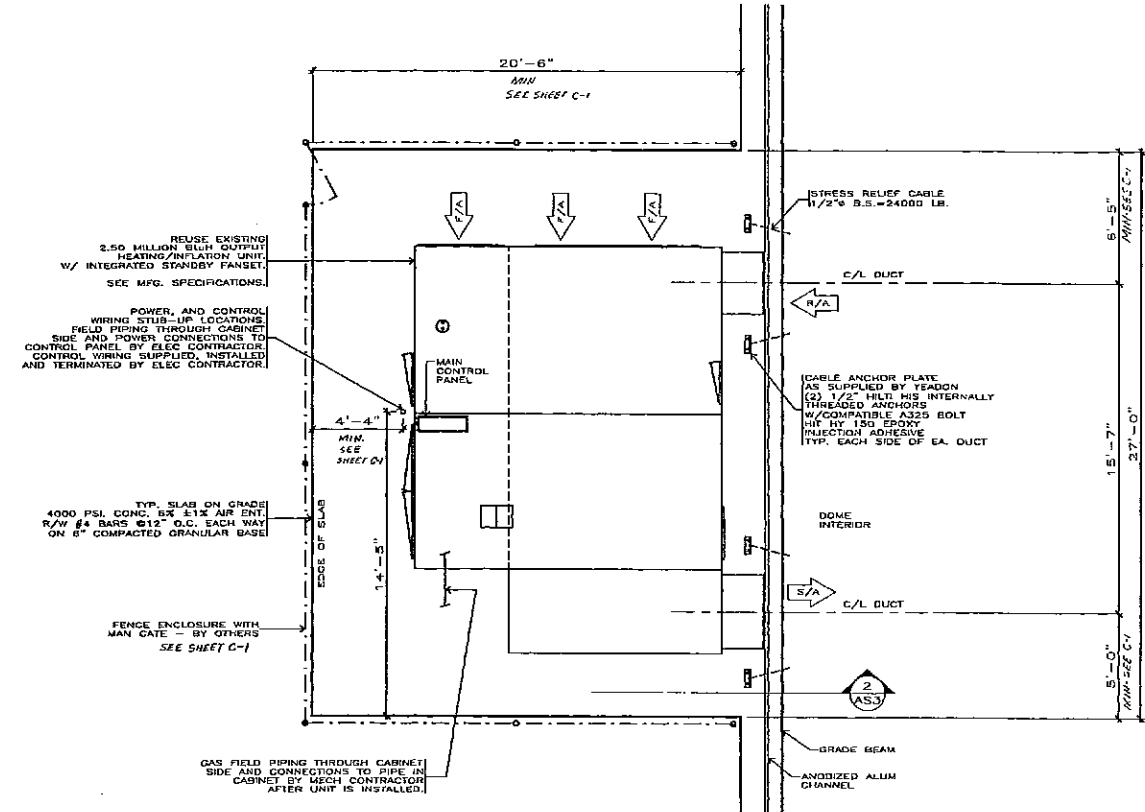 20'-6"
MIN
SEE SHEET C-1
F/A
F/A
F/A
STRESS RELIEF CABLE
1/2"φ B.S.=24000 LB.
6'-5"
MIN-SEE C-1
REUSE EXISTING
2.50 MILLION BTUH OUTPUT
HEATING/INFLATION UNIT.
W/ INTEGRATED STANDBY FANSET.
SEE MFG. SPECIFICATIONS.
C/L DUCT
R/A
POWER, AND CONTROL
WIRING STUB-UP LOCATIONS.
FIELD PIPING THROUGH CABINET
SIDE AND POWER CONNECTIONS TO
CONTROL PANEL BY ELEC CONTRACTOR.
CONTROL WIRING SUPPLIED, INSTALLED
AND TERMINATED BY ELEC CONTRACTOR.
MAIN
CONTROL
PANEL
CABLE ANCHOR PLATE
AS SUPPLIED BY YEADON
(2) 1/2" HILTI HIS INTERNALLY
THREADED ANCHORS
W/COMPATIBLE A325 BOLT
HIT HY 150 EPOXY
INJECTION ADHESIVE
TYP. EACH SIDE OF EA. DUCT
4'-4"
MIN.
SEE
SHEET C-1
15'-7"
27'-0"
TYP. SLAB ON GRADE
4000 PSI. CONC. 6% ±1% AIR ENT.
R/W #4 BARS @12" O.C. EACH WAY
ON 6" COMPACTED GRANULAR BASE
EDGE OF SLAB
14'-5"
DOME
INTERIOR
S/A
C/L DUCT
FENCE ENCLOSURE WITH
MAN GATE - BY OTHERS
SEE SHEET C-1
5'-0"
MIN-SEE C-1
2
AS3
GAS FIELD PIPING THROUGH CABINET
SIDE AND CONNECTIONS TO PIPE IN
CABINET BY MECH CONTRACTOR
AFTER UNIT IS INSTALLED.
GRADE BEAM
ANODIZED ALUM
CHANNEL